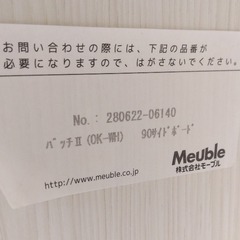 お問い合わせの際には、下記の品番が
必要になりますので、はがさないでください。
No.: 280622-06140
ﾊﾟｯﾁⅡ(OK-WH) 90ｻｲﾄﾞﾎﾞｰﾄﾞ
Meuble
株式会社モーブル
http://www.meuble.co.jp